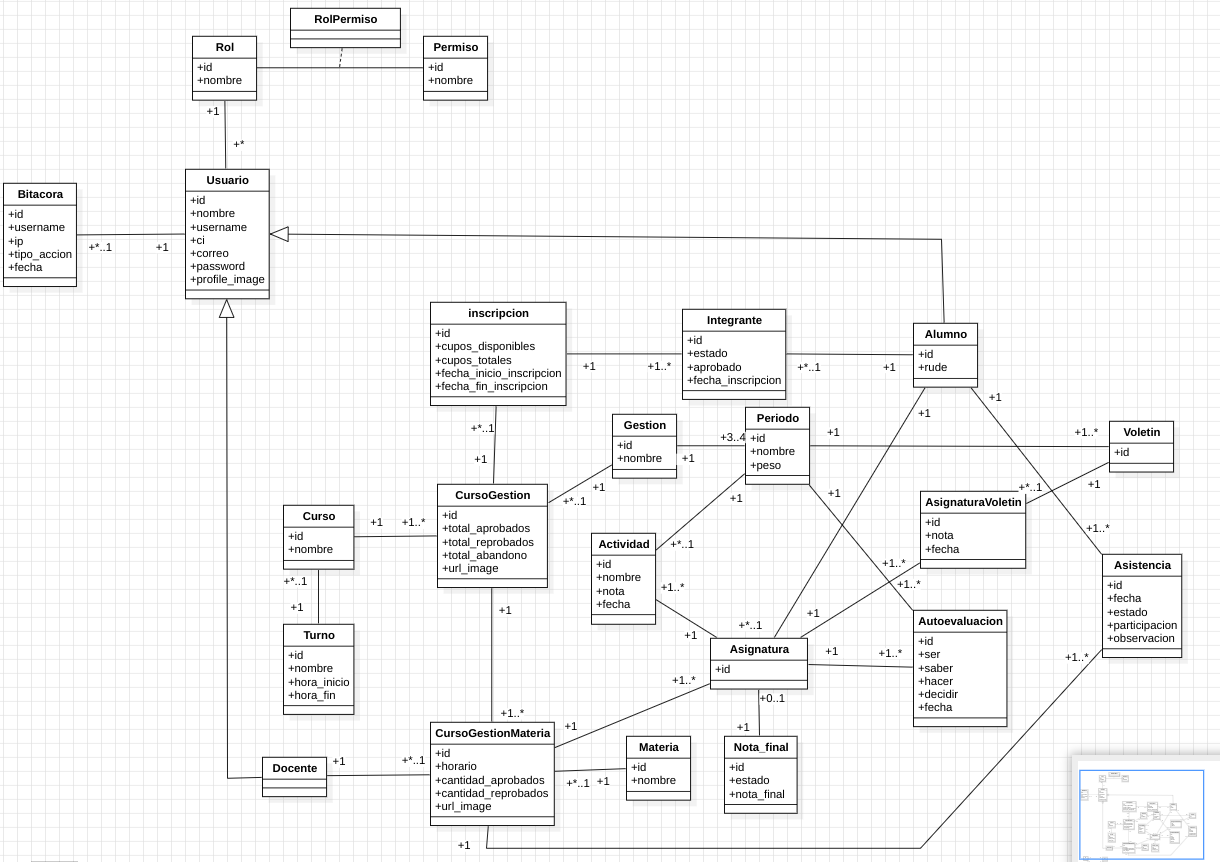 RolPermiso
Rol
+id
+nombre
Permiso
+id
+nombre
+1
+*
Usuario
+id
+nombre
+username
+ci
+correo
+password
+profile_image
Bitacora
+id
+username
+ip
+tipo_accion
+fecha
+*..1
+1
inscripcion
+id
+cupos_disponibles
+cupos_totales
+fecha_inicio_inscripcion
+fecha_fin_inscripcion
+1
+1..*
Integrante
+id
+estado
+aprobado
+fecha_inscripcion
+*..1
+1
Alumno
+id
+rude
+1
+1
+*..1
+1
Gestion
+id
+nombre
+1
+3..4
Periodo
+id
+nombre
+peso
+1
+1..*
Voletin
+id
+1
+*..1
+1
+*..1
+1
+1
AsignaturaVoletin
+id
+nota
+fecha
+1..*
CursoGestion
+id
+total_aprobados
+total_reprobados
+total_abandono
+url_image
Curso
+id
+nombre
+1
+1..*
+*..1
+1
Turno
+id
+nombre
+hora_inicio
+hora_fin
Actividad
+id
+nombre
+nota
+fecha
+*..1
+1..*
+1
+1..*
+1..*
Asistencia
+id
+fecha
+estado
+participacion
+observacion
+1..*
+1
+*..1
+1
Asignatura
+id
+1
+1..*
Autoevaluacion
+id
+ser
+saber
+hacer
+decidir
+fecha
+1..*
+0..1
+1
+1..*
+1
CursoGestionMateria
+id
+horario
+cantidad_aprobados
+cantidad_reprobados
+url_image
Materia
+id
+nombre
+*..1
+1
Nota_final
+id
+estado
+nota_final
Docente
+1
+*..1
+1